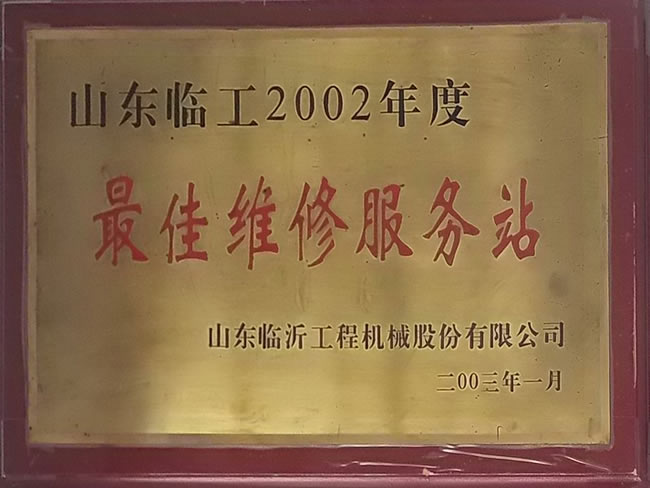 山东临工2002年度
最佳维修服务站
山东临沂工程机械股份有限公司
二00三年一月